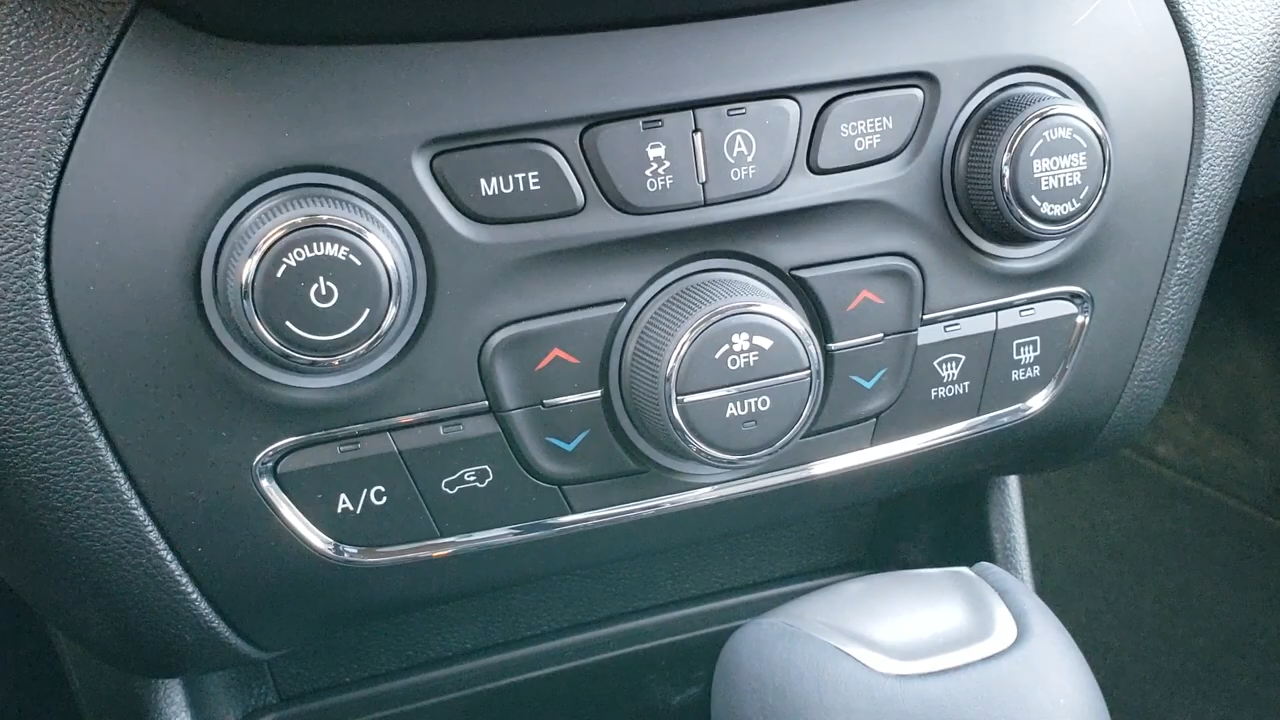 MUTE
OFF
A
OFF
SCREEN
OFF
TUNE
BROWSE
ENTER
SCROLL
VOLUME
OFF
AUTO
FRONT
REAR
A/C